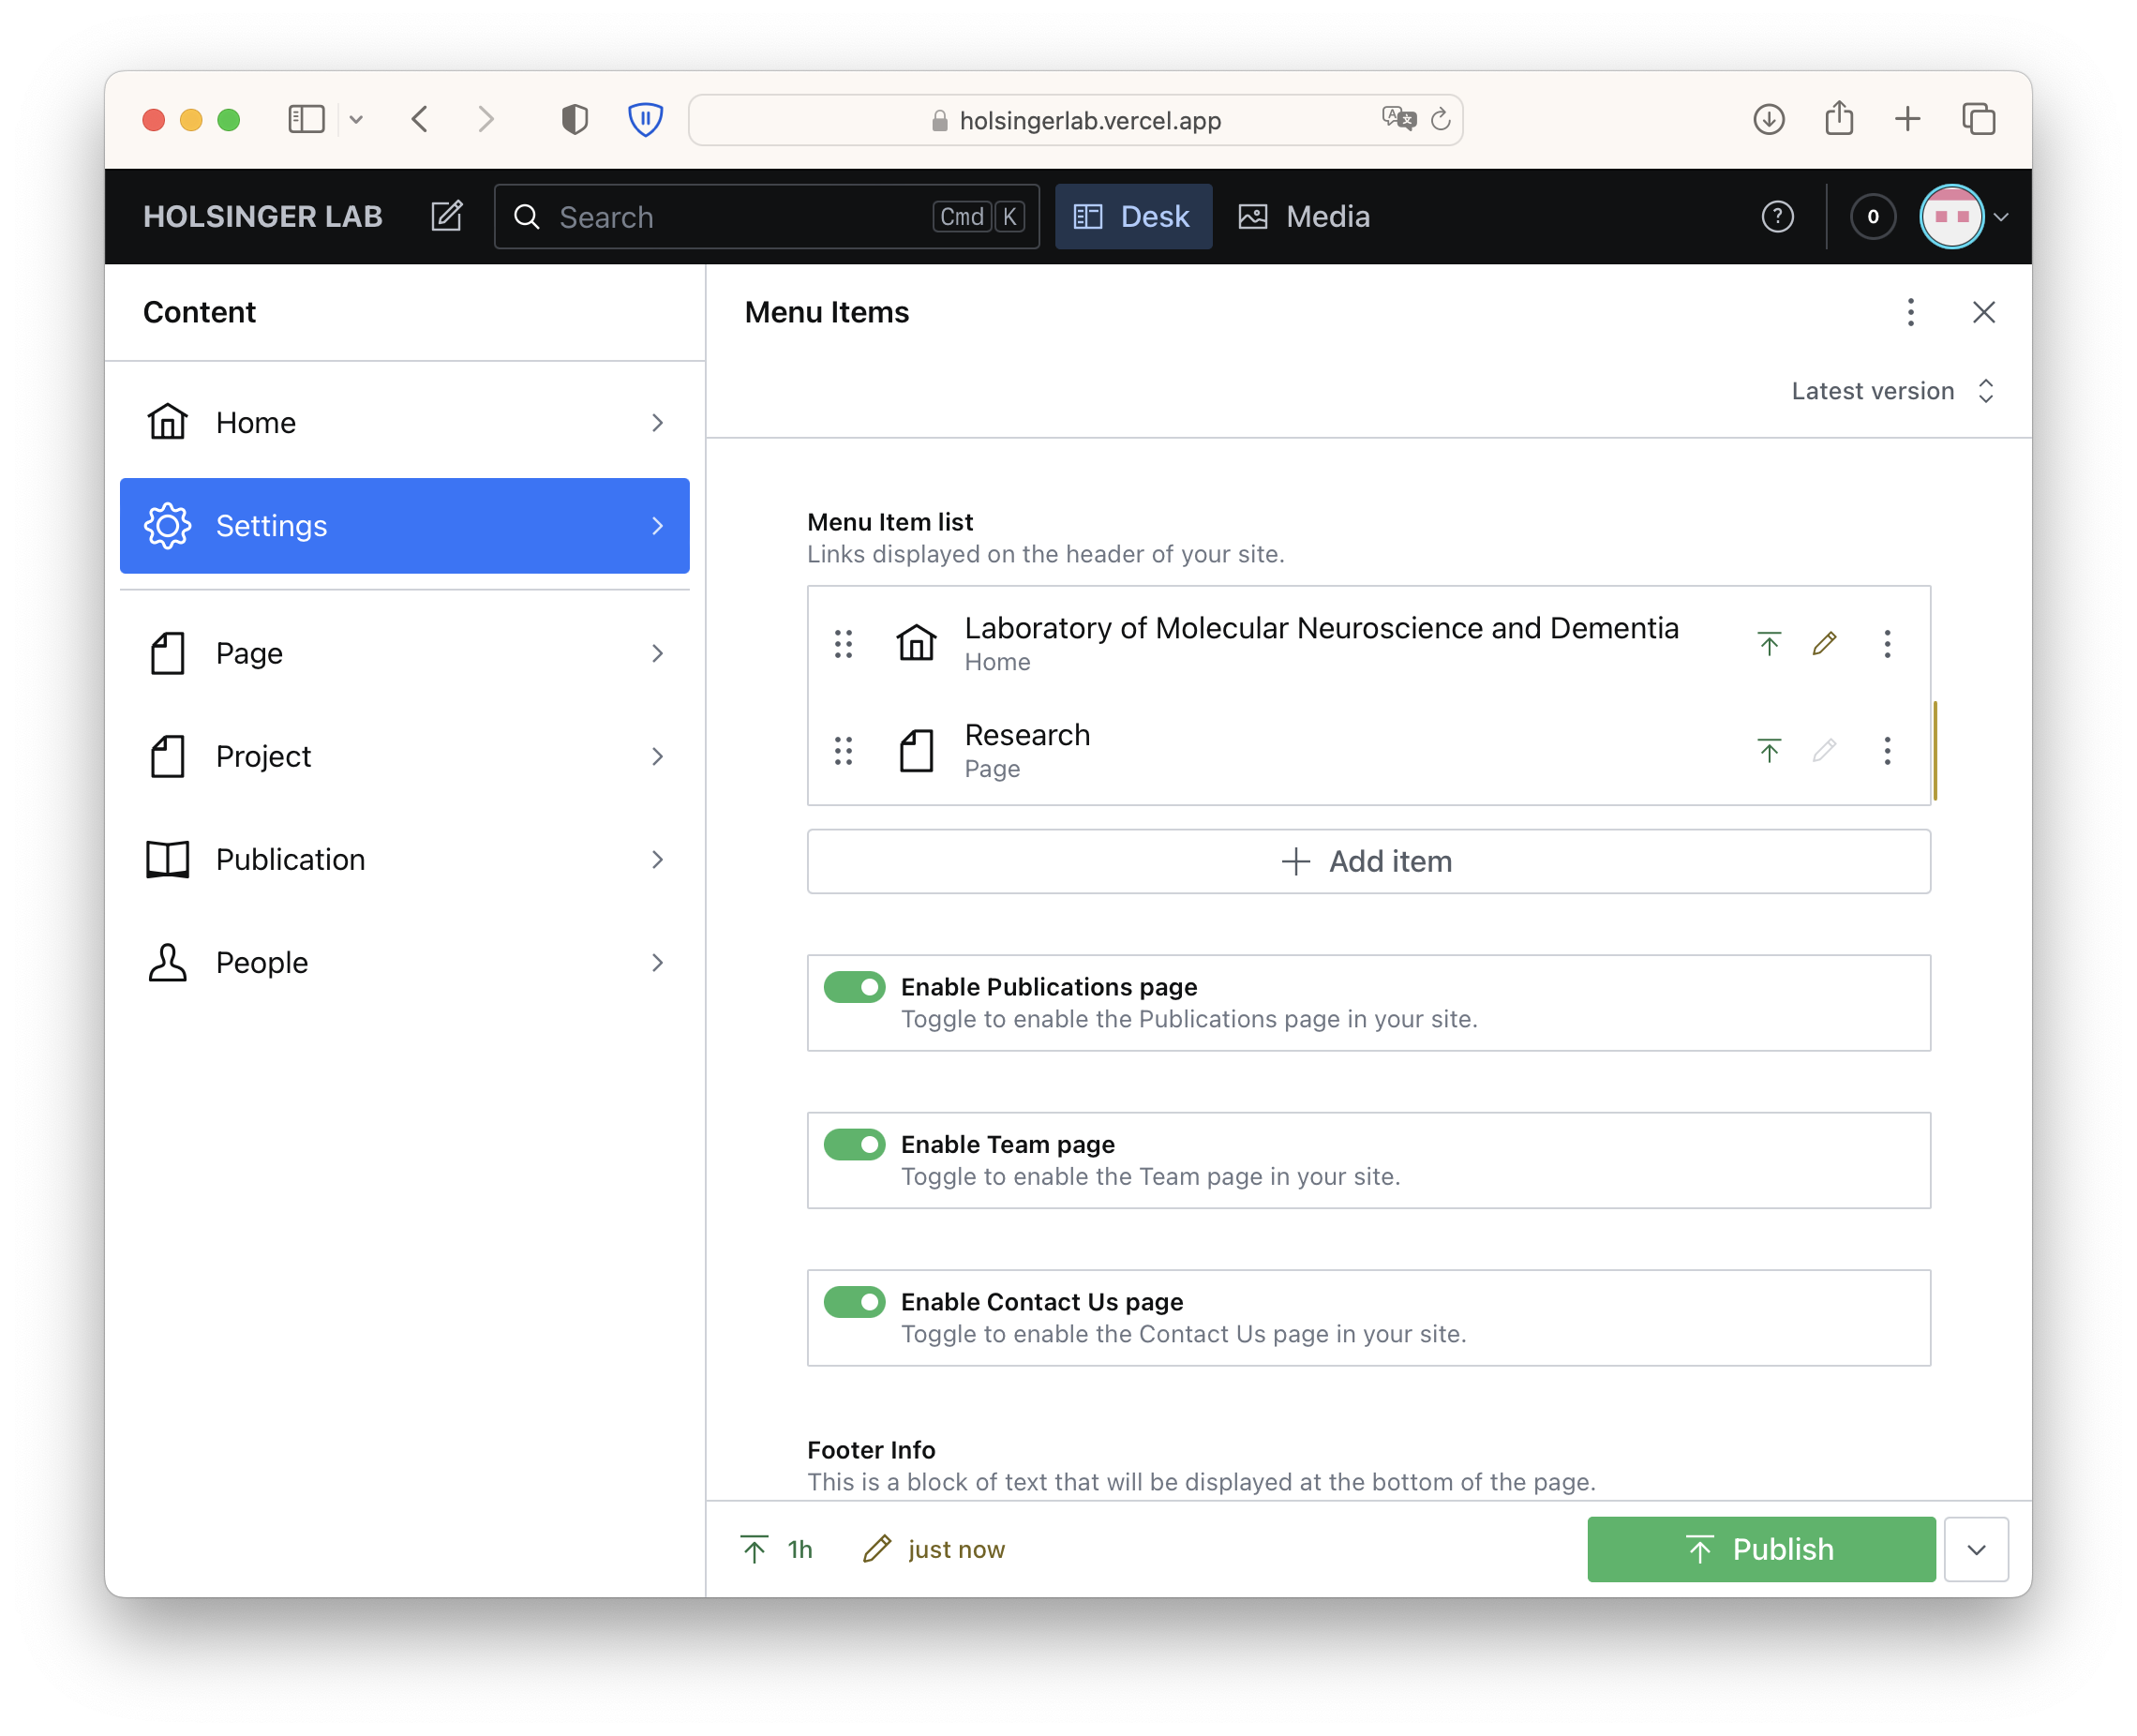 holsingerlab.vercel.app
HOLSINGER LAB
Search
Cmd K
Desk
Media
?
0
Content
Home
Settings
Page
Project
Publication
People
Menu Items
Latest version
Menu Item list
Links displayed on the header of your site.
Laboratory of Molecular Neuroscience and Dementia
Home
Research
Page
Add item
Enable Publications page
Toggle to enable the Publications page in your site.
Enable Team page
Toggle to enable the Team page in your site.
Enable Contact Us page
Toggle to enable the Contact Us page in your site.
Footer Info
This is a block of text that will be displayed at the bottom of the page.
1h
just now
Publish